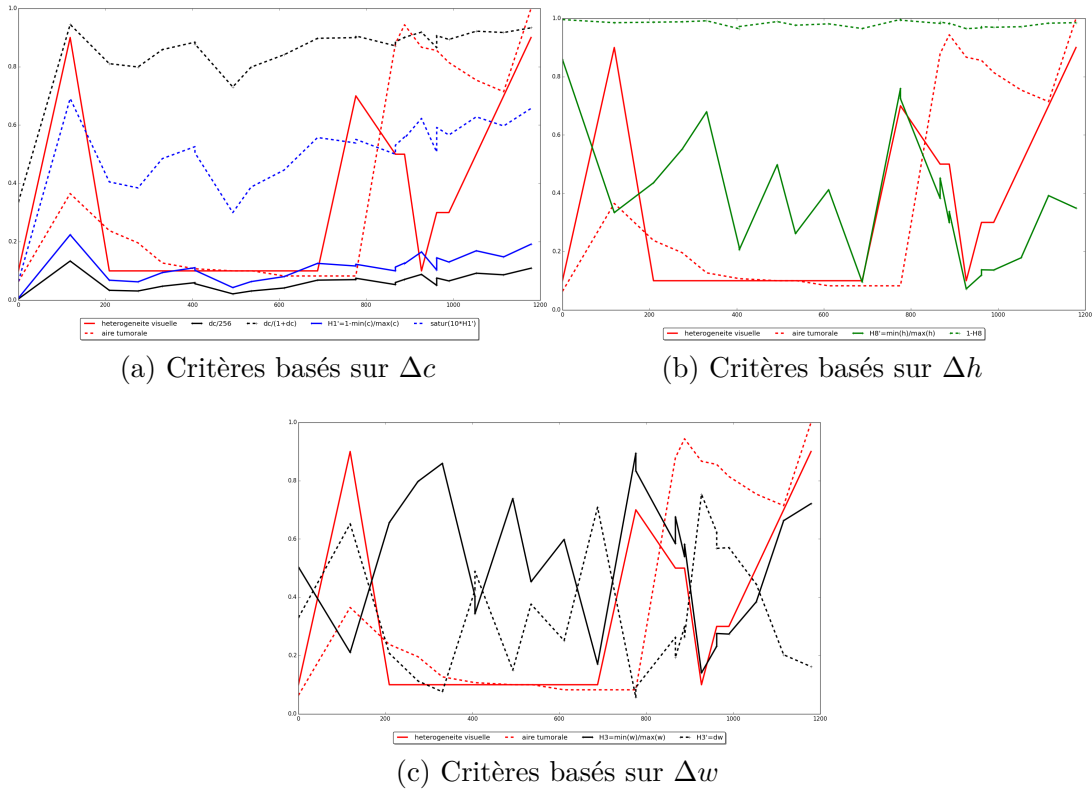 1.0
0.8
0.6
0.4
0.2
0.0
0 200 400 600 800 1000 1200
heterogeneite visuelle dc/256 dc/(1+dc) H1'=1-min(c)/max(c) satur(10*H1')
aire tumorale
(a) Critères basés sur Δc
1.0
0.8
0.6
0.4
0.2
0.0
0 200 400 600 800 1000 1200
heterogeneite visuelle aire tumorale H8'=min(h)/max(h) 1-H8
(b) Critères basés sur Δh
1.0
0.8
0.6
0.4
0.2
0.0
0 200 400 600 800 1000 1200
heterogeneite visuelle aire tumorale H3=min(w)/max(w) H3'=dw
(c) Critères basés sur Δw